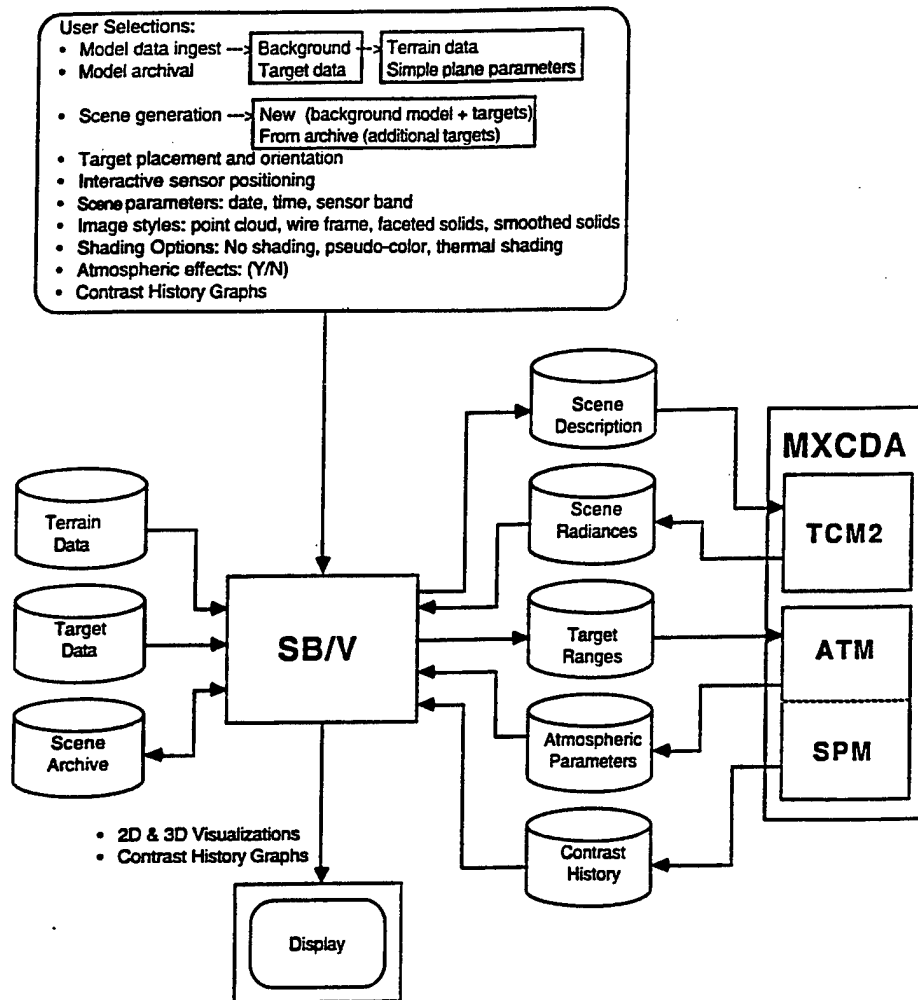 User Selections:
• Model data ingest --> Background --> Terrain data
• Model archival Target data Simple plane parameters
• Scene generation --> New (background model + targets)
From archive (additional targets)
• Target placement and orientation
• Interactive sensor positioning
• Scene parameters: date, time, sensor band
• Image styles: point cloud, wire frame, faceted solids, smoothed solids
• Shading Options: No shading, pseudo-color, thermal shading
• Atmospheric effects: (Y/N)
• Contrast History Graphs
Scene
Description
MXCDA
Terrain
Data
Scene
Radiances
TCM2
Target
Data
SB/V
Target
Ranges
ATM
Scene
Archive
Atmospheric
Parameters
SPM
• 2D & 3D Visualizations
• Contrast History Graphs
Contrast
History
Display